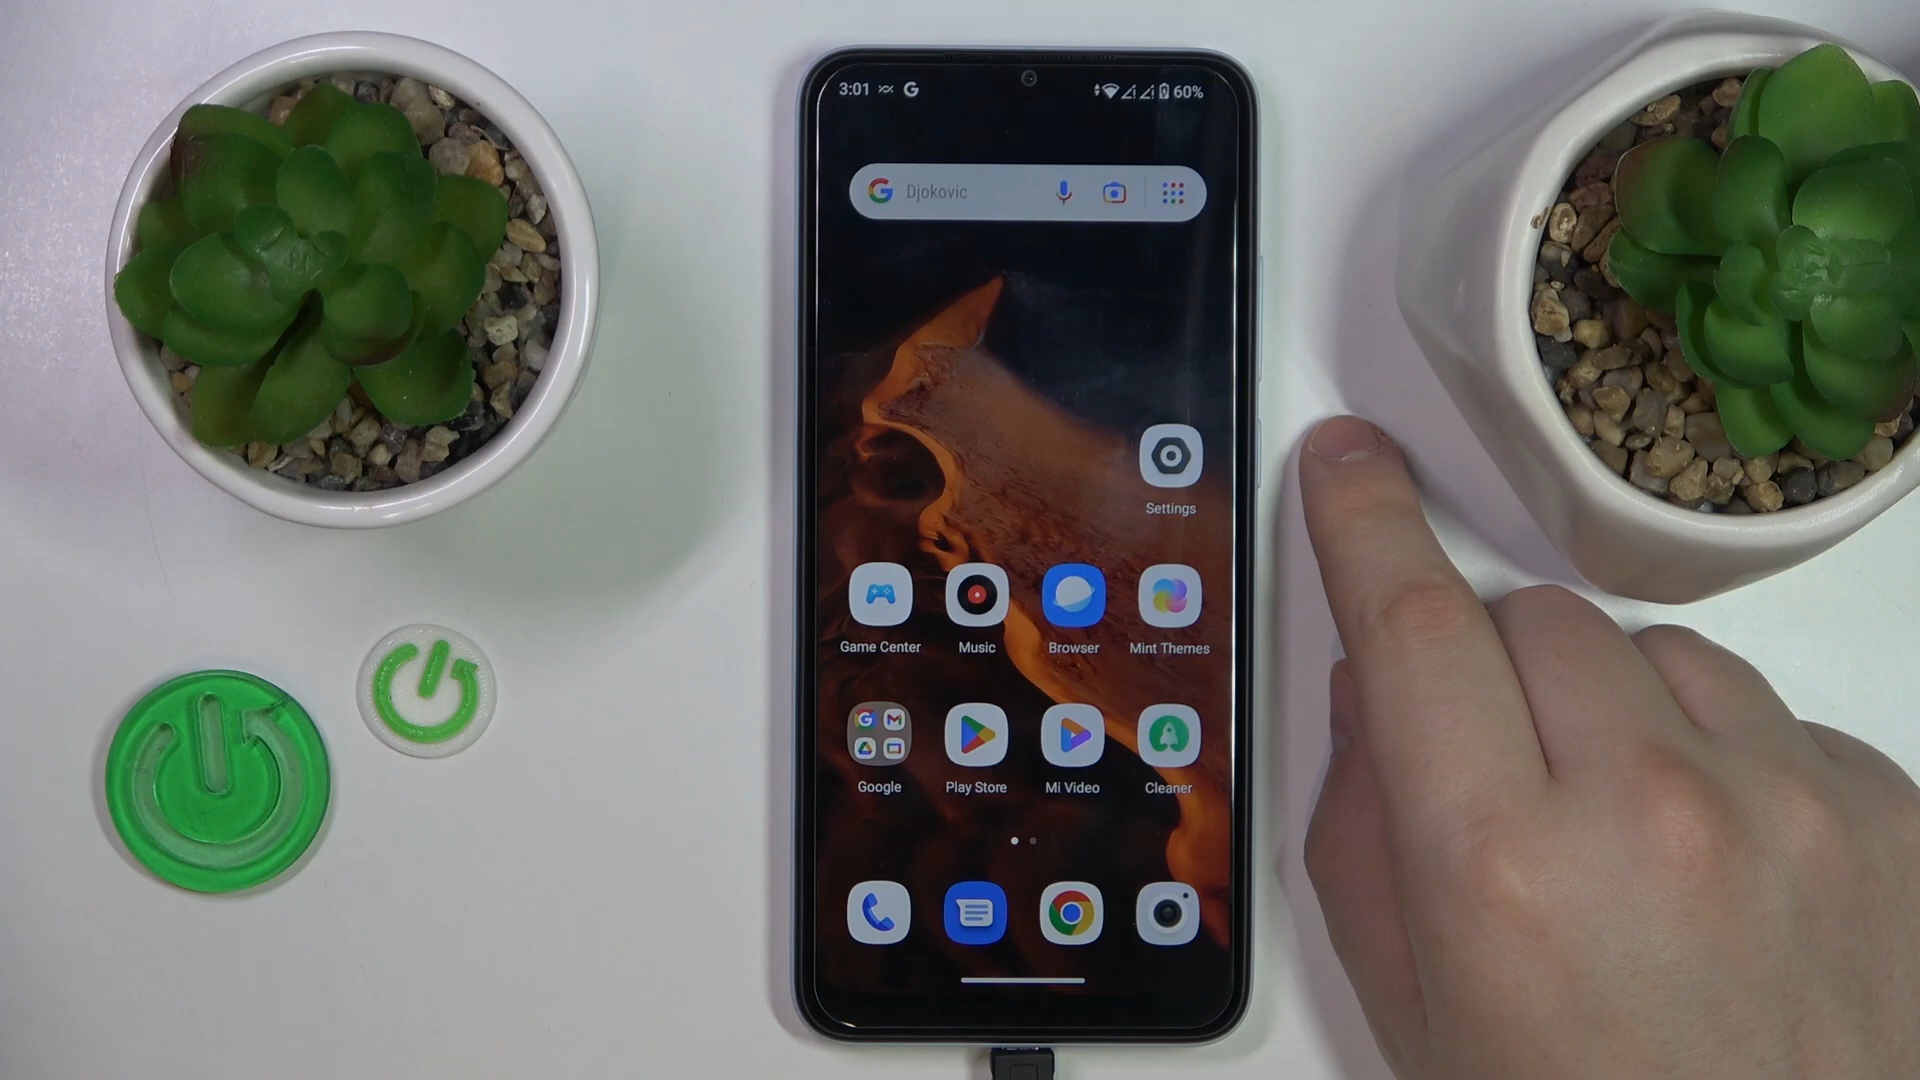 3:01 G 60%
G Djokovic
Settings
Game Center Music Browser Mint Themes
Google Play Store Mi Video Cleaner